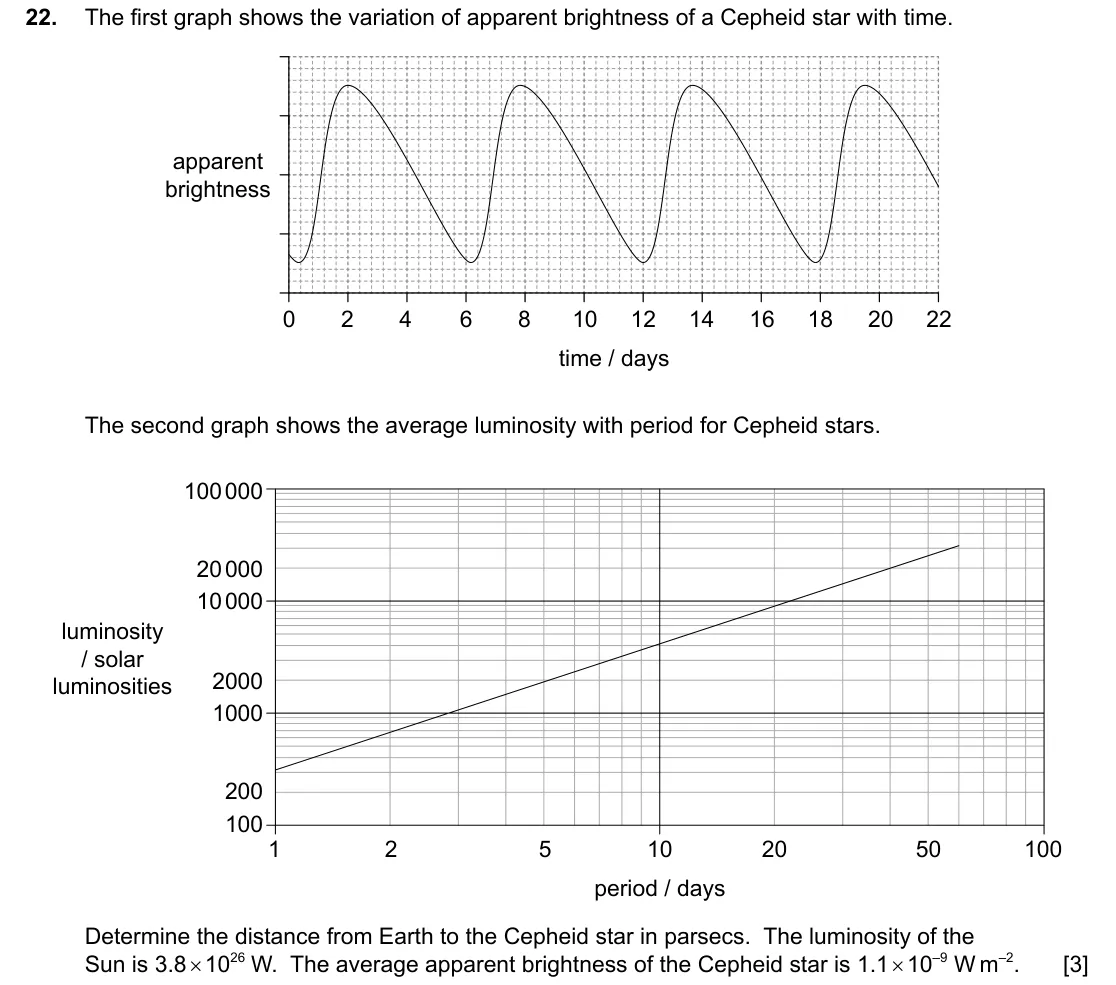 22. The first graph shows the variation of apparent brightness of a Cepheid star with time.
apparent
brightness
0 2 4 6 8 10 12 14 16 18 20 22
time / days
The second graph shows the average luminosity with period for Cepheid stars.
100 000
20 000
10 000
luminosity
/ solar
luminosities
2000
1000
200
100
1 2 5 10 20 50 100
period / days
Determine the distance from Earth to the Cepheid star in parsecs. The luminosity of the
Sun is 3.8 × 10²⁶ W. The average apparent brightness of the Cepheid star is 1.1 × 10⁻⁹ W m⁻². [3]